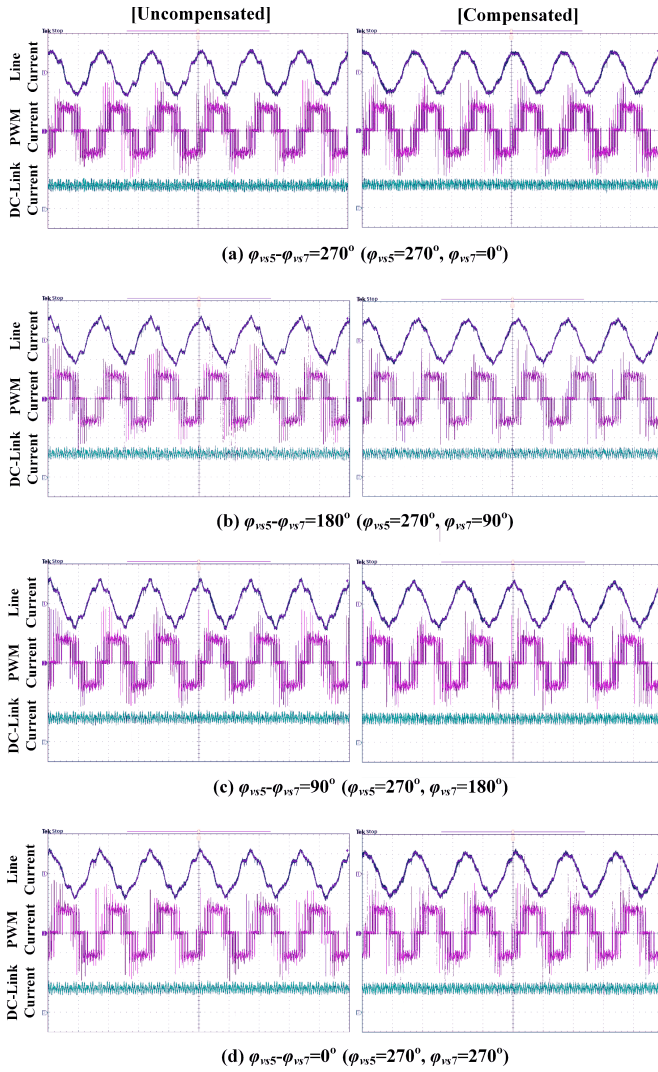 [Uncompensated] [Compensated]
Tek Stop Tek Stop
Line Current
PWM Current
DC-Link Current
(a) φvs5-φvs7=270° (φvs5=270°, φvs7=0°)
Tek Stop Tek Stop
Line Current
PWM Current
DC-Link Current
(b) φvs5-φvs7=180° (φvs5=270°, φvs7=90°)
Tek Stop Tek Stop
Line Current
PWM Current
DC-Link Current
(c) φvs5-φvs7=90° (φvs5=270°, φvs7=180°)
Tek Stop Tek Stop
Line Current
PWM Current
DC-Link Current
(d) φvs5-φvs7=0° (φvs5=270°, φvs7=270°)